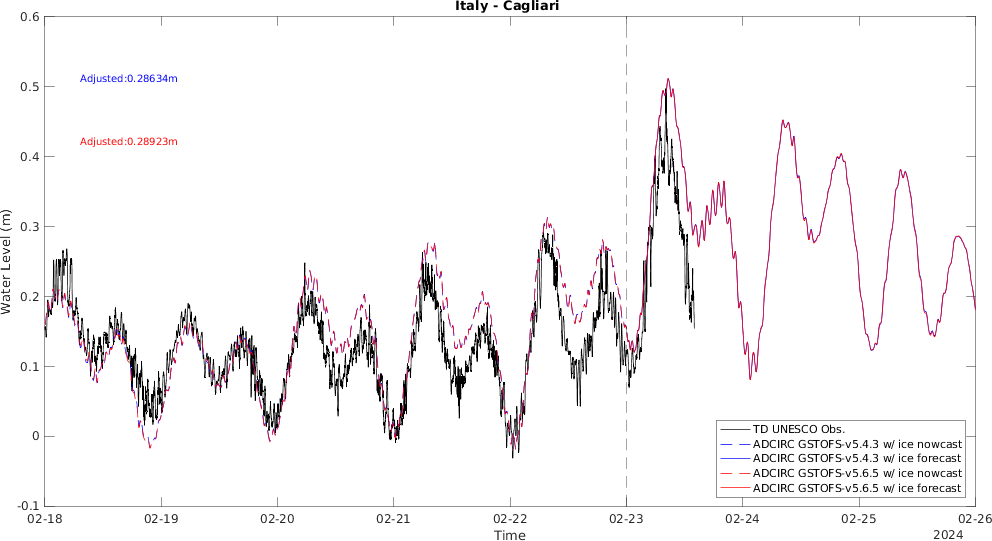 Italy - Cagliari
0.6
0.5
0.4
0.3
0.2
0.1
0
-0.1
Water Level (m)
Adjusted:0.28634m
Adjusted:0.28923m
TD UNESCO Obs.
ADCIRC GSTOFS-v5.4.3 w/ ice nowcast
ADCIRC GSTOFS-v5.4.3 w/ ice forecast
ADCIRC GSTOFS-v5.6.5 w/ ice nowcast
ADCIRC GSTOFS-v5.6.5 w/ ice forecast
02-18 02-19 02-20 02-21 02-22 02-23 02-24 02-25 02-26
Time
2024